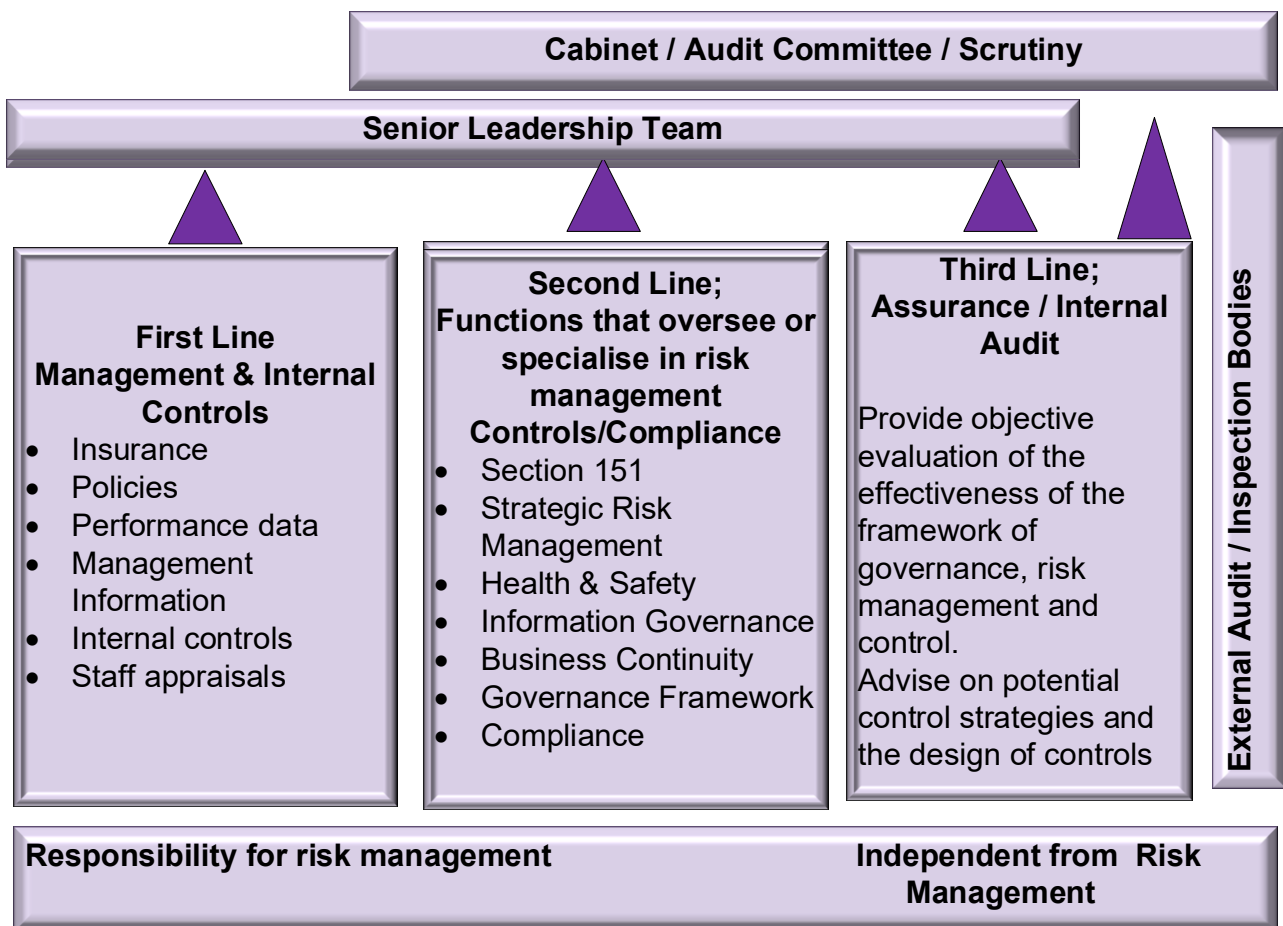 Cabinet / Audit Committee / Scrutiny
Senior Leadership Team
First Line
Management & Internal
Controls
• Insurance
• Policies
• Performance data
• Management
Information
• Internal controls
• Staff appraisals
Second Line;
Functions that oversee or
specialise in risk
management
Controls/Compliance
• Section 151
• Strategic Risk
Management
• Health & Safety
• Information Governance
• Business Continuity
• Governance Framework
• Compliance
Third Line;
Assurance / Internal
Audit
Provide objective
evaluation of the
effectiveness of the
framework of
governance, risk
management and
control.
Advise on potential
control strategies and
the design of controls
External Audit / Inspection Bodies
Responsibility for risk management
Independent from Risk
Management